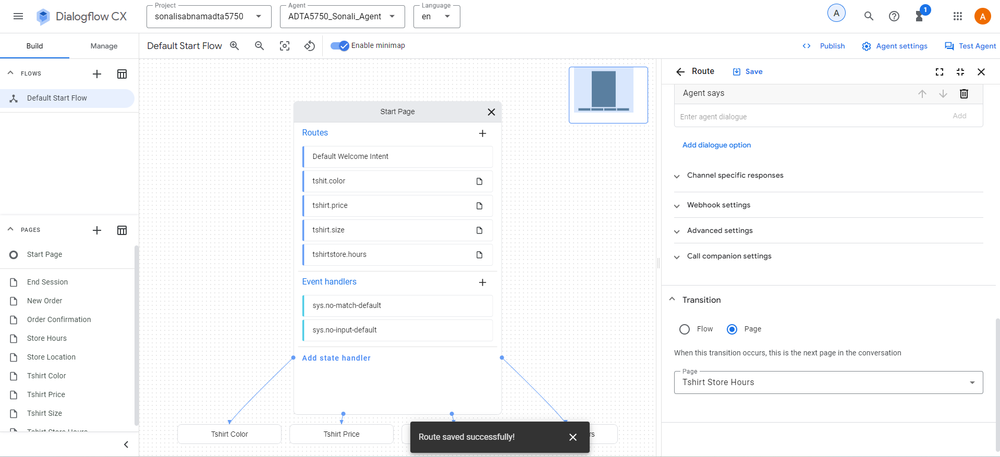 Dialogflow CX
Project
sonalisabnamadta5750
Agent
ADTA5750_Sonali_Agent
Language
en
A
1
A
Build
Manage
Default Start Flow
Enable minimap
Publish
Agent settings
Test Agent
FLOWS
Default Start Flow
PAGES
Start Page
End Session
New Order
Order Confirmation
Store Hours
Store Location
Tshirt Color
Tshirt Price
Tshirt Size
Tshirt Store Hours
Start Page
Routes
Default Welcome Intent
tshit.color
tshirt.price
tshirt.size
tshirtstore.hours
Event handlers
sys.no-match-default
sys.no-input-default
Add state handler
Tshirt Color
Tshirt Price
rs
Route saved successfully!
Route
Save
Agent says
Enter agent dialogue
Add
Add dialogue option
Channel specific responses
Webhook settings
Advanced settings
Call companion settings
Transition
Flow
Page
When this transition occurs, this is the next page in the conversation
Page
Tshirt Store Hours